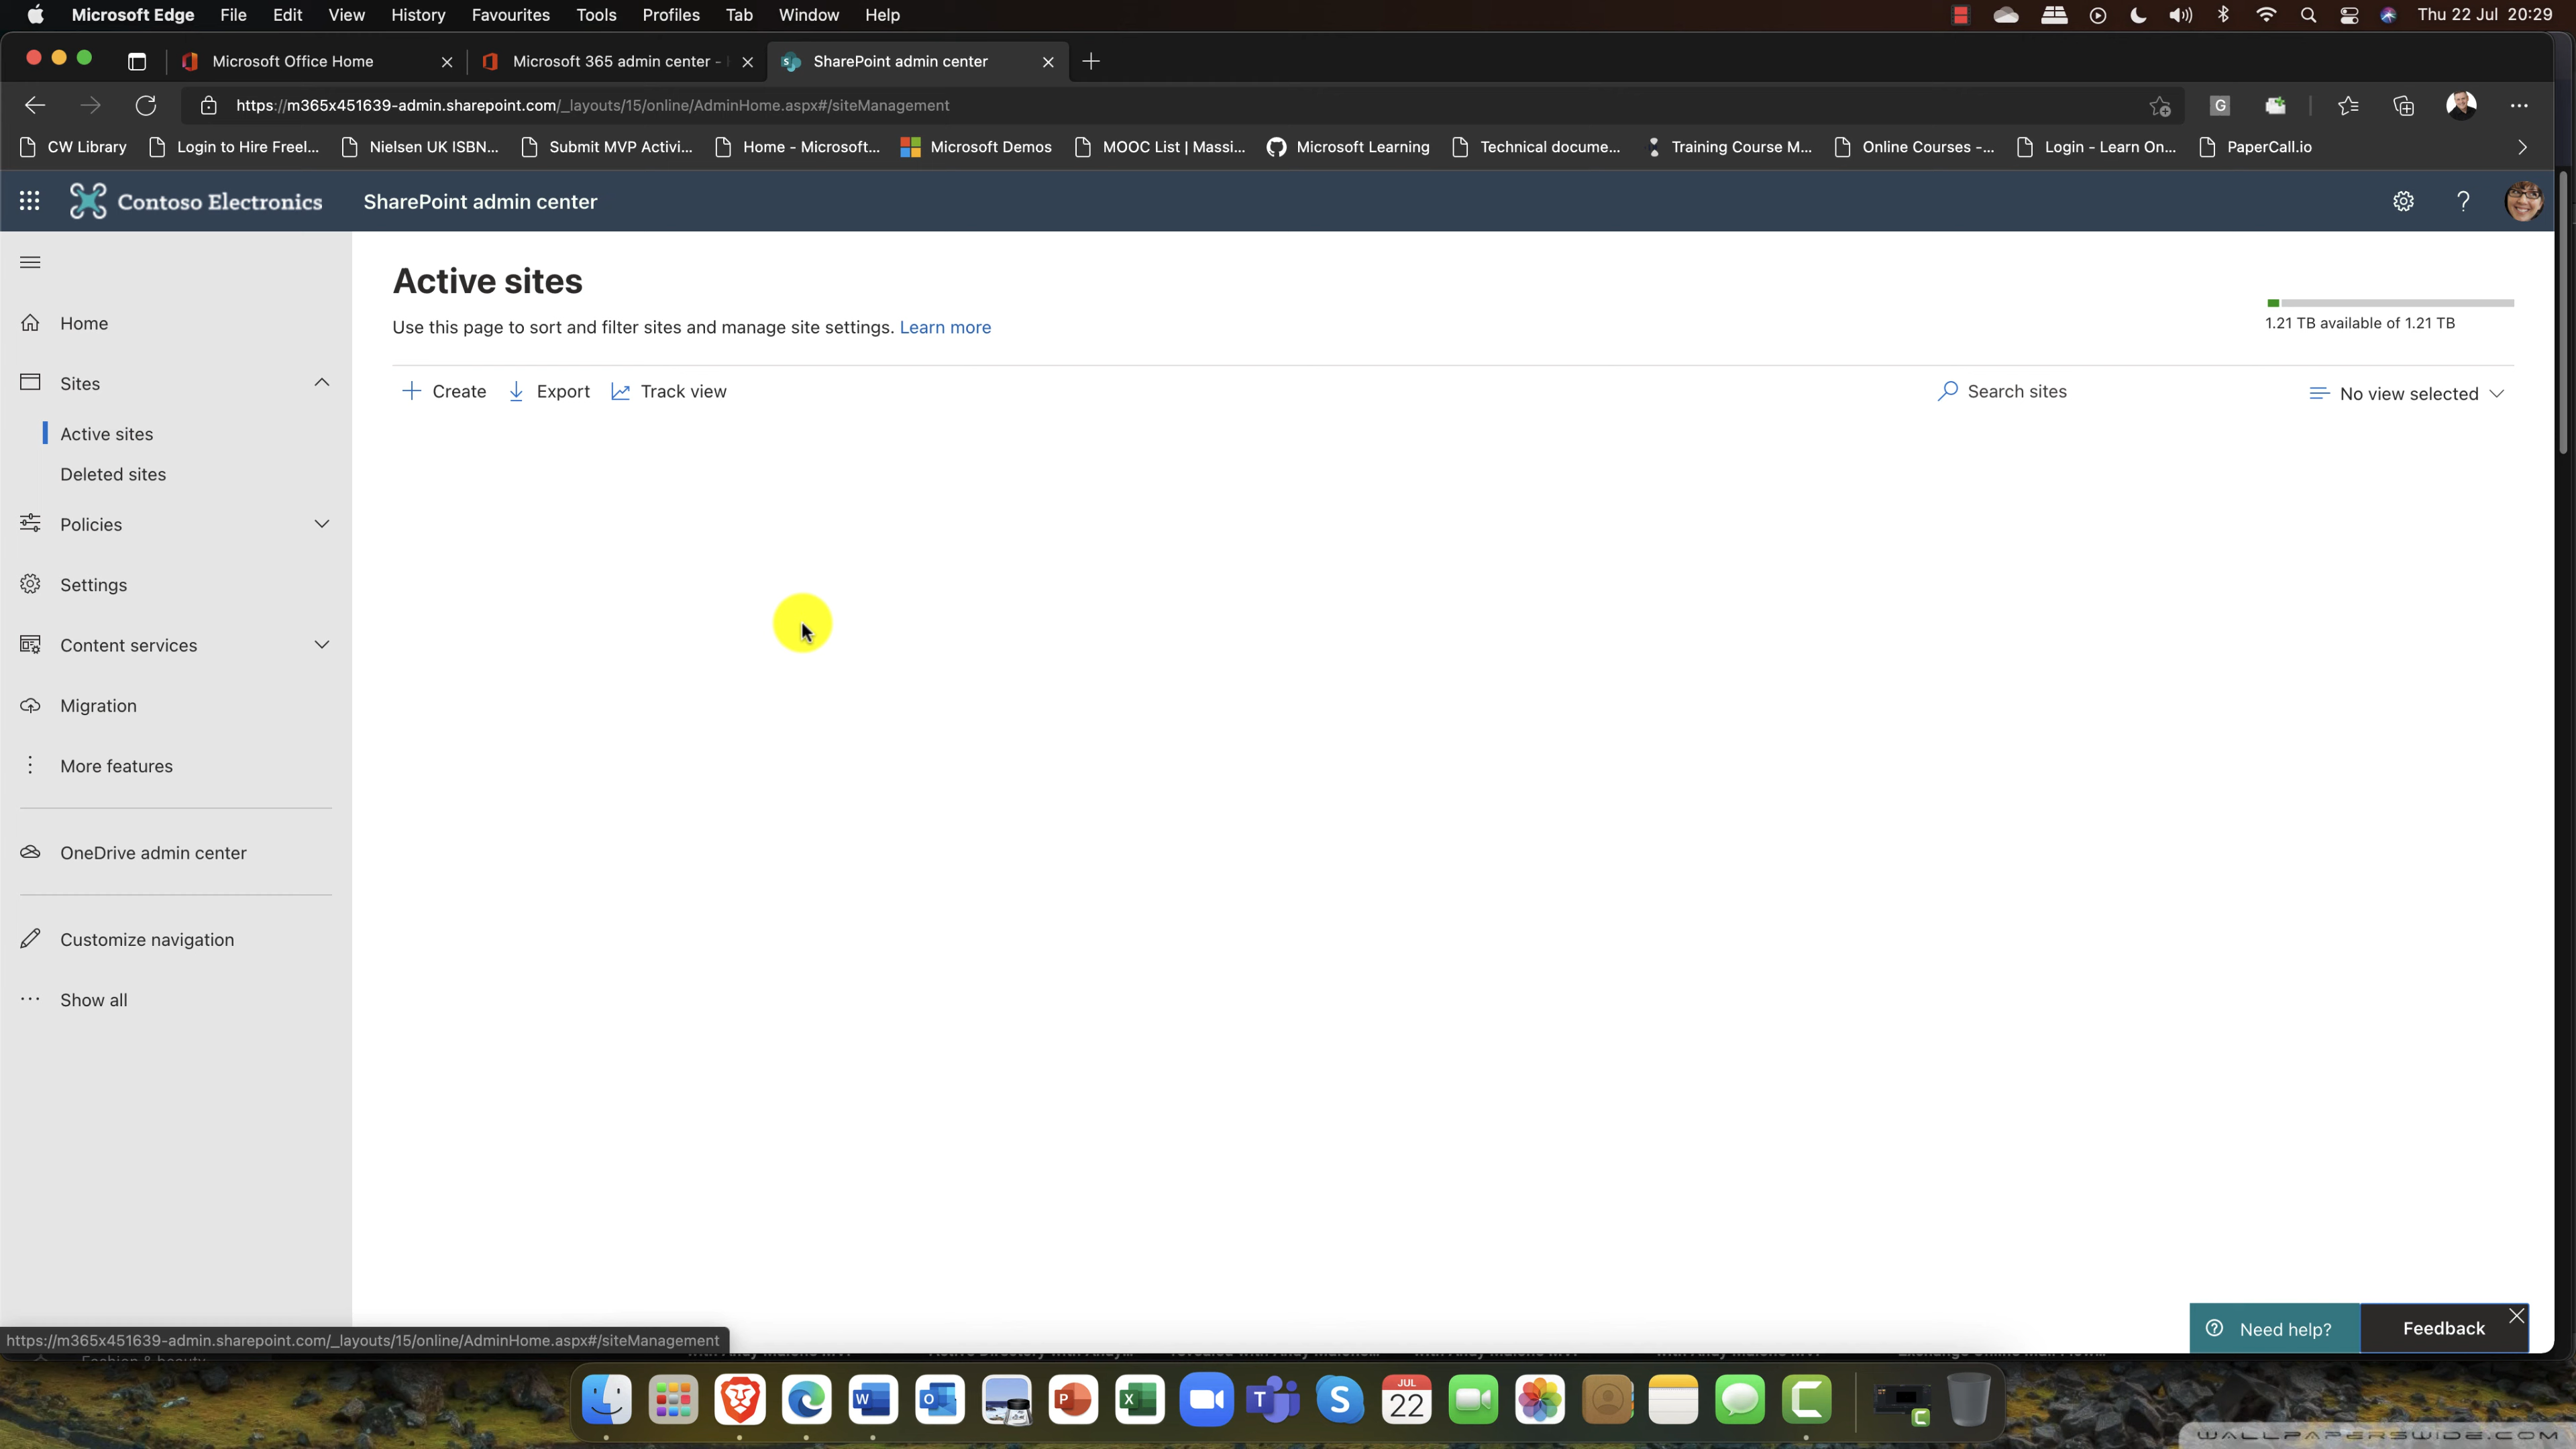 Microsoft Edge File Edit View History Favourites Tools Profiles Tab Window Help Thu 22 Jul 20:29
Microsoft Office Home Microsoft 365 admin center - SharePoint admin center
https://m365x451639-admin.sharepoint.com/_layouts/15/online/AdminHome.aspx#/siteManagement G
CW Library Login to Hire Freel... Nielsen UK ISBN... Submit MVP Activi... Home - Microsoft... Microsoft Demos MOOC List | Massi... Microsoft Learning Technical docume... Training Course M... Online Courses -... Login - Learn On... PaperCall.io
Contoso Electronics SharePoint admin center ?
Active sites
Use this page to sort and filter sites and manage site settings. Learn more
1.21 TB available of 1.21 TB
Create Export Track view Search sites No view selected
Home
Sites
Active sites
Deleted sites
Policies
Settings
Content services
Migration
More features
OneDrive admin center
Customize navigation
Show all
Need help? Feedback
https://m365x451639-admin.sharepoint.com/_layouts/15/online/AdminHome.aspx#/siteManagement
JUL
22
WALLPAPERSWIDE.COM